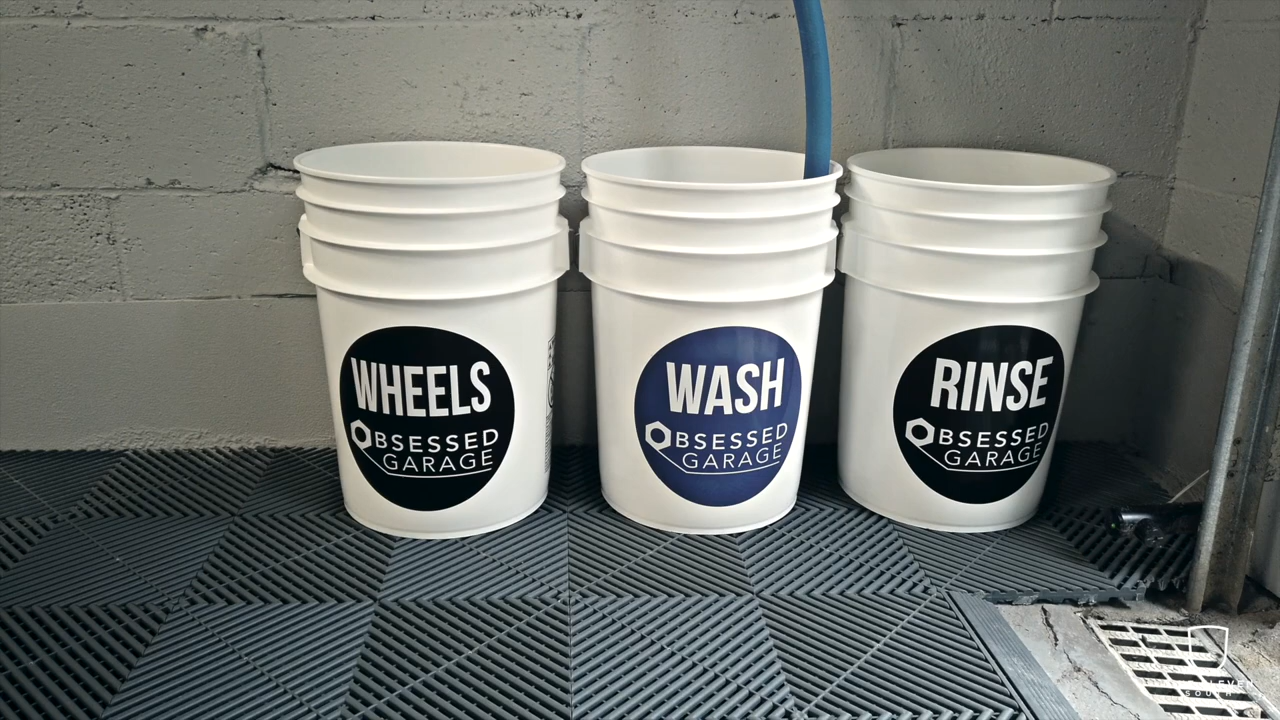 WHEELS
OBSESSED
GARAGE
WASH
OBSESSED
GARAGE
RINSE
OBSESSED
GARAGE